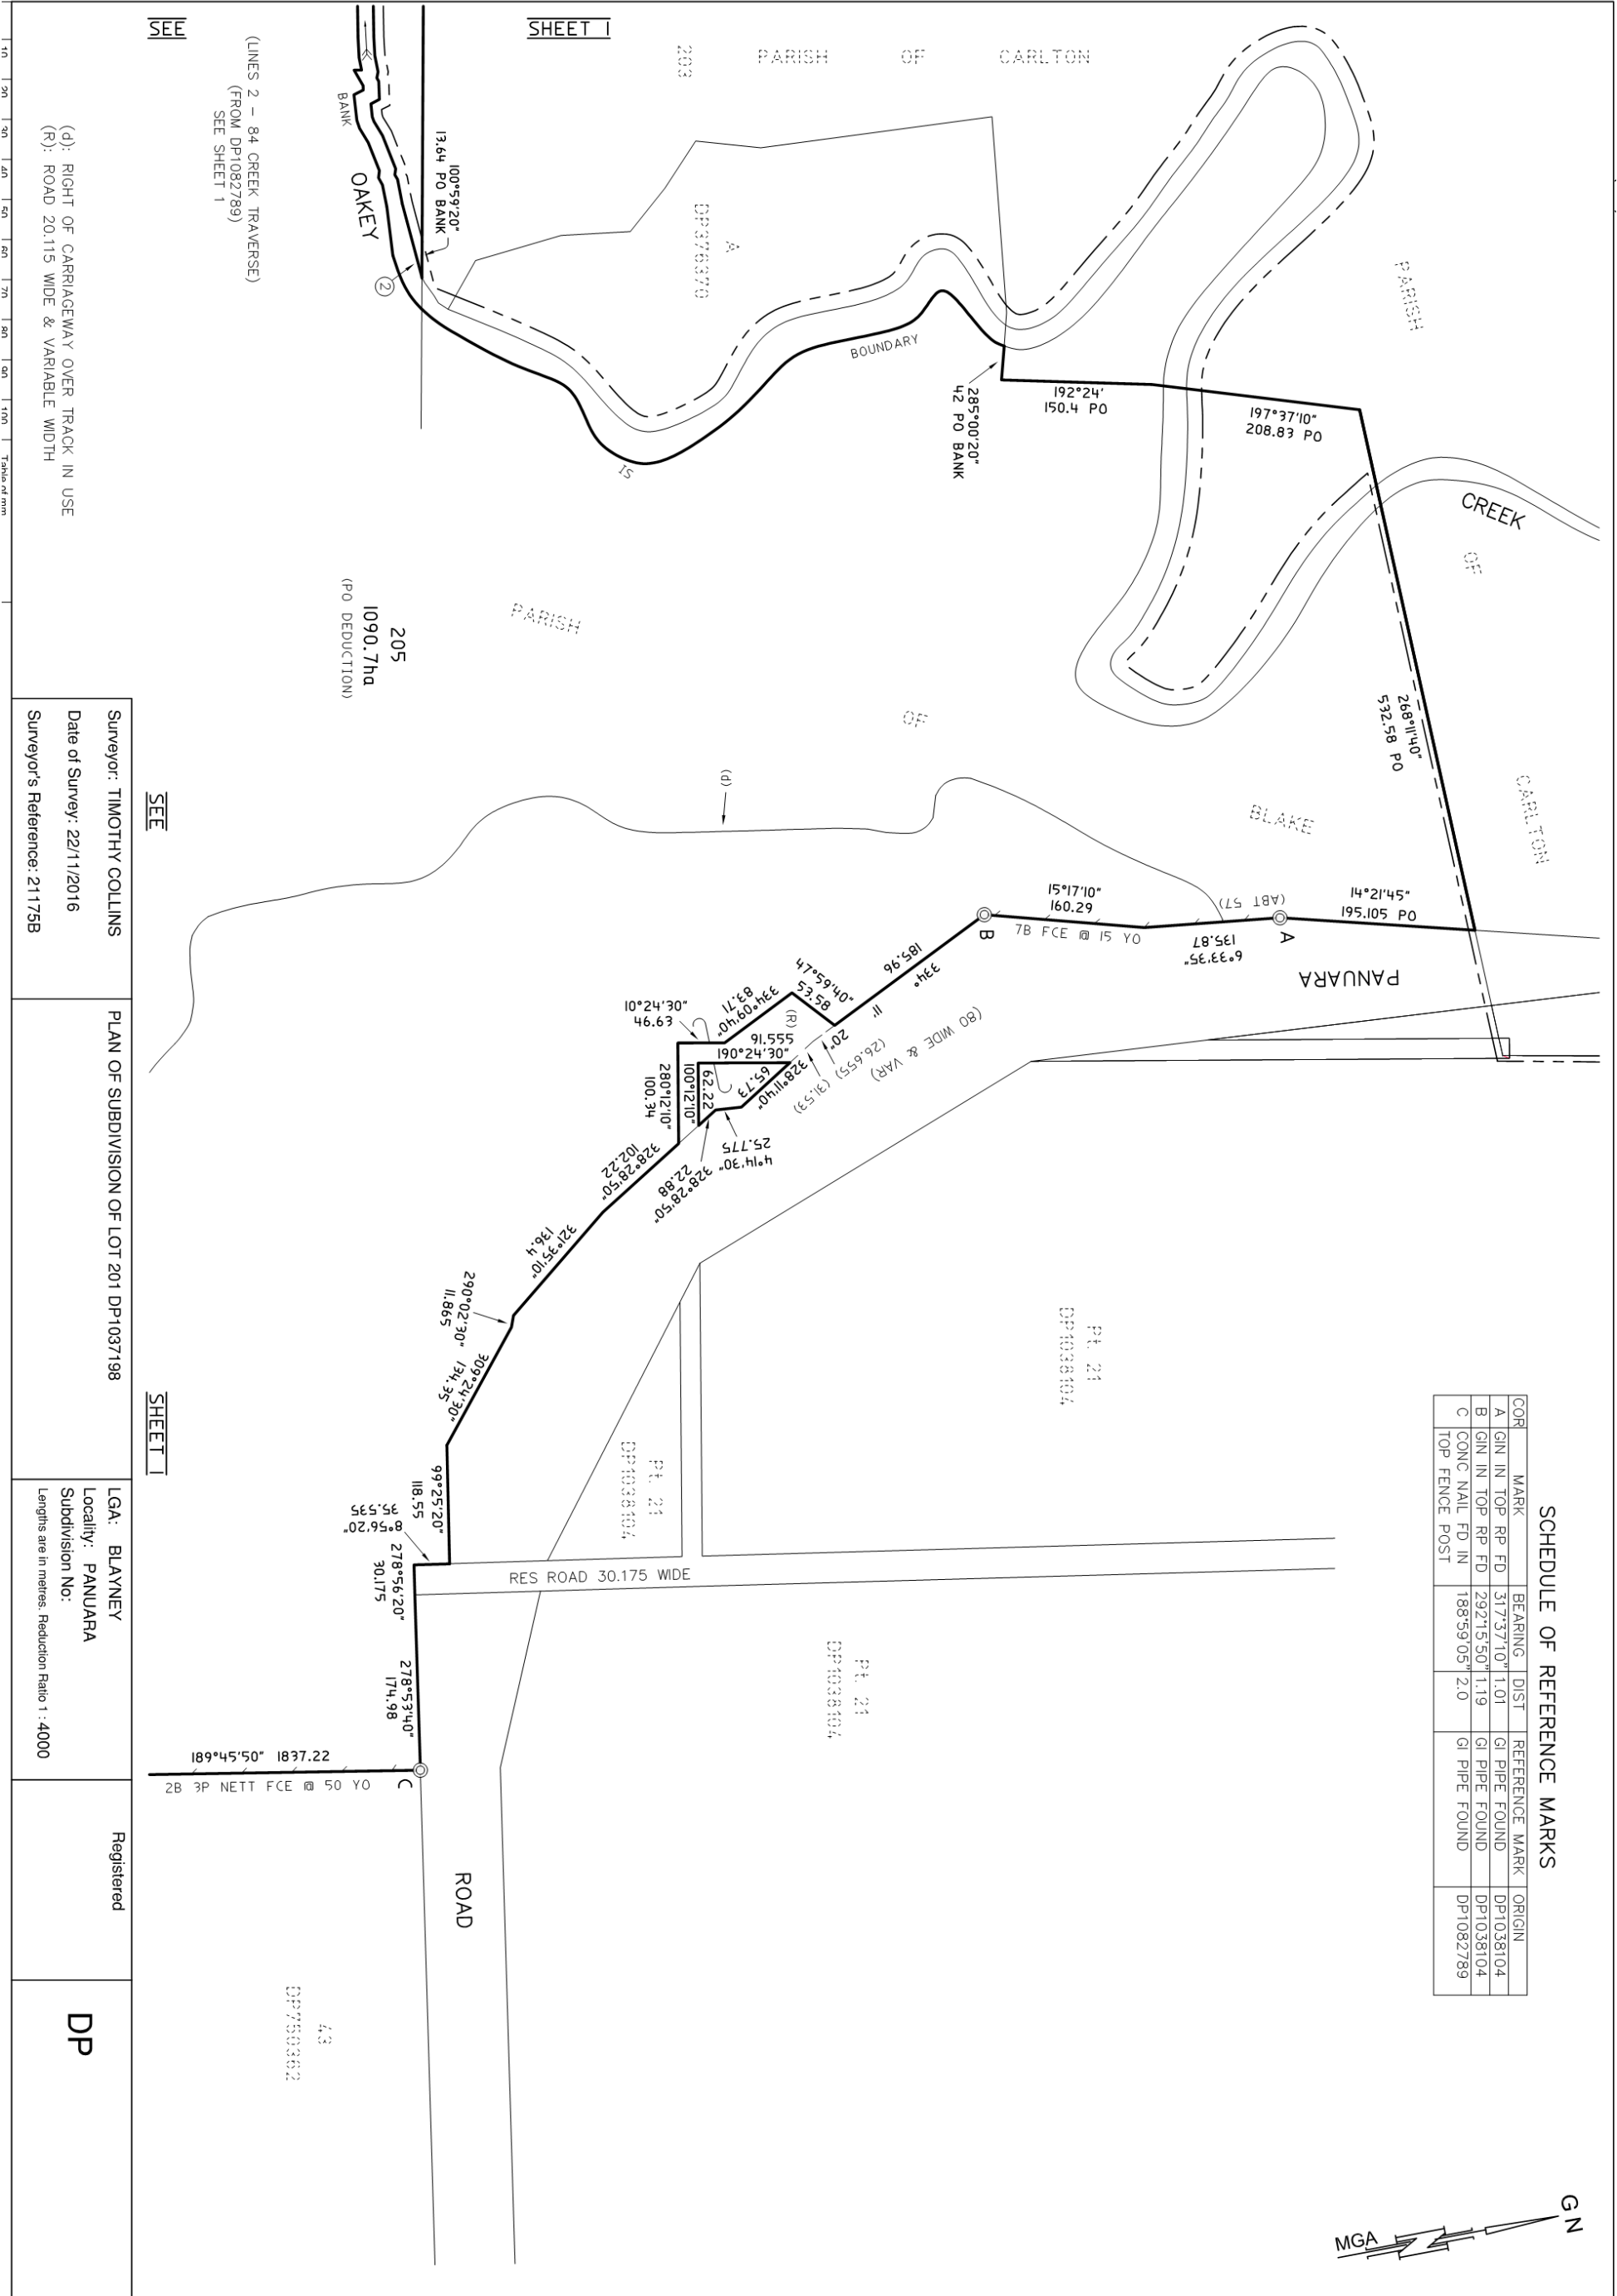 SCHEDULE OF REFERENCE MARKS
COR MARK BEARING DIST REFERENCE MARK ORIGIN
A GIN IN TOP RP FD 317°37'10" 1.01 GI PIPE FOUND DP1038104
B GIN IN TOP RP FD 292°15'50" 1.19 GI PIPE FOUND DP1038104
C CONC NAIL FD IN TOP FENCE POST 188°59'05" 2.0 GI PIPE FOUND DP1082789
GN
MGA
SHEET 1
SEE
203
PARISH OF CARLTON
PARISH
OF
CARLTON
CREEK
(LINES 2 - 84 CREEK TRAVERSE)
(FROM DP1082789)
SEE SHEET 1
BANK
OAKEY
100°59'20"
13.64 PO BANK
2
A
DP376370
BOUNDARY
IS
285°00'20"
42 PO BANK
192°24'
150.4 PO
197°37'10"
208.83 PO
268°11'40"
532.58 PO
PARISH
OF
BLAKE
205
1090.7ha
(PO DEDUCTION)
(d)
14°21'45"
195.105 PO
A
(ABT 57)
6°33'35"
135.87
15°17'10"
160.29
7B FCE @ 15 YO
B
PANUARA
334°
11'
20"
185.96
47°59'40"
53.58
(80 WIDE & VAR)
(26.655)
(31.53)
334°09'40"
83.71
(R)
10°24'30"
46.63
91.555
190°24'30"
328°11'40"
65.73
62.22
100°12'10"
280°12'10"
100.34
4°14'30"
25.775
328°28'50"
22.88
328°28'50"
102.22
321°35'10"
136.4
290°02'30"
11.865
309°24'30"
134.35
99°25'20"
118.55
8°56'20"
35.535
278°56'20"
30.175
278°53'40"
174.98
RES ROAD 30.175 WIDE
Pt. 21
DP1038104
Pt. 21
DP1038104
Pt. 21
DP1038104
C
189°45'50" 1837.22
2B 3P NETT FCE @ 50 YO
ROAD
43
DP750362
SEE
SHEET 1
(d): RIGHT OF CARRIAGEWAY OVER TRACK IN USE
(R): ROAD 20.115 WIDE & VARIABLE WIDTH
10 20 30 40 50 60 70 80 90 100 Table of mm
Surveyor: TIMOTHY COLLINS
Date of Survey: 22/11/2016
Surveyor's Reference: 21175B
PLAN OF SUBDIVISION OF LOT 201 DP1037198
LGA: BLAYNEY
Locality: PANUARA
Subdivision No:
Lengths are in metres. Reduction Ratio 1 : 4000
Registered
DP